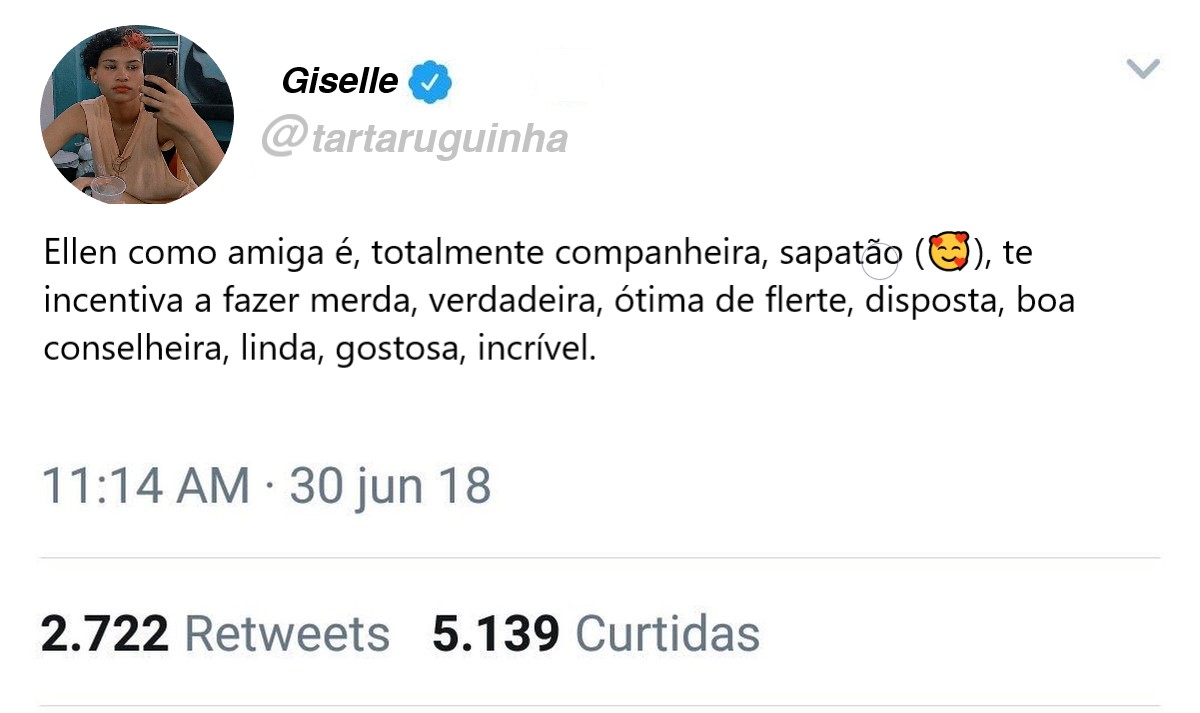 Giselle
@tartaruguinha
Ellen como amiga é, totalmente companheira, sapatão (🥰), te
incentiva a fazer merda, verdadeira, ótima de flerte, disposta, boa
conselheira, linda, gostosa, incrível.
11:14 AM · 30 jun 18
2.722 Retweets 5.139 Curtidas